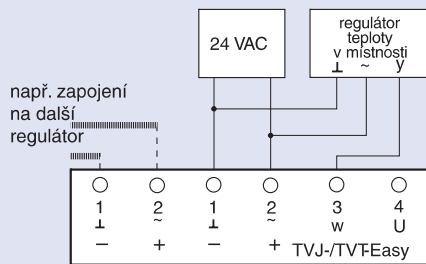 24 VAC
regulátor
teploty
v místnosti
⊥ ~ y
např. zapojení
na další
regulátor
1 2 1 2 3 4
⊥ ~ ⊥ ~ w U
– + – + TVJ-/TVT-Easy